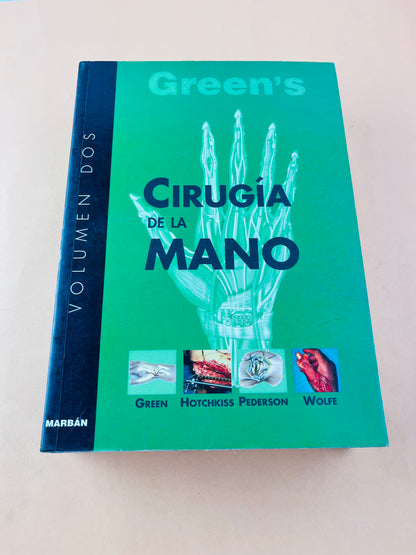 Green's
VOLUMEN DOS
CIRUGÍA
DE LA
MANO
GREEN HOTCHKISS PEDERSON WOLFE
MARBÁN